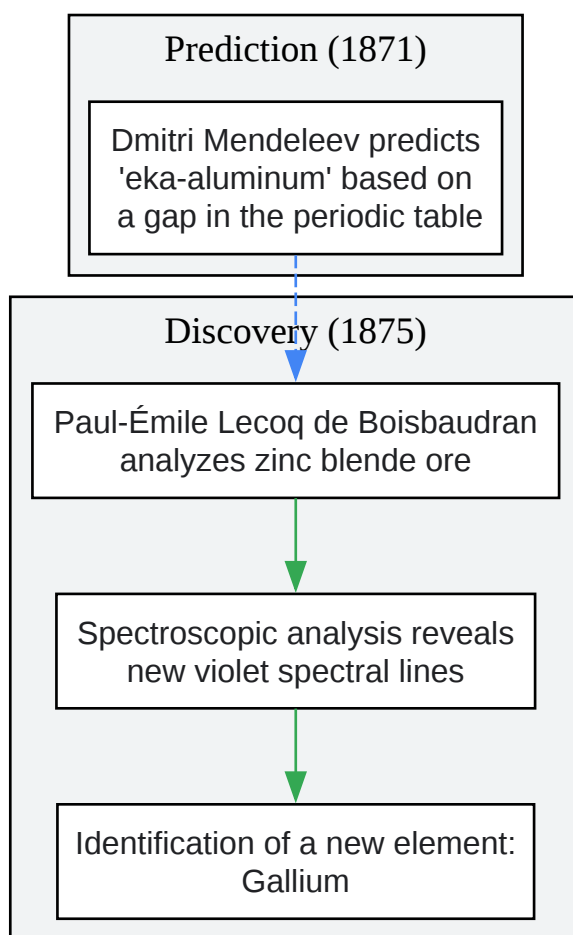 Prediction (1871)
Dmitri Mendeleev predicts
'eka-aluminum' based on
a gap in the periodic table
Discovery (1875)
Paul-Émile Lecoq de Boisbaudran
analyzes zinc blende ore
Spectroscopic analysis reveals
new violet spectral lines
Identification of a new element:
Gallium